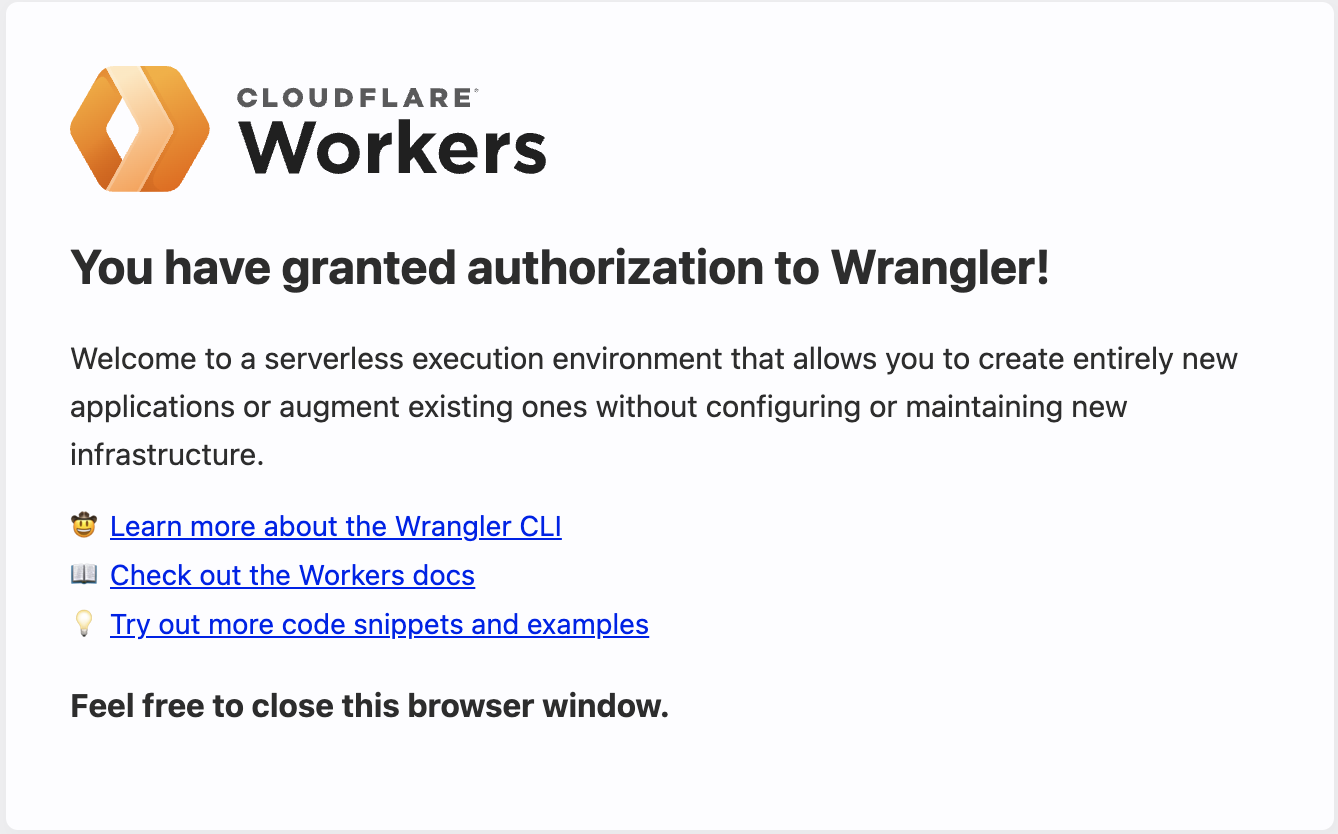 CLOUDFLARE
Workers
You have granted authorization to Wrangler!
Welcome to a serverless execution environment that allows you to create entirely new
applications or augment existing ones without configuring or maintaining new
infrastructure.
🤠 Learn more about the Wrangler CLI
📖 Check out the Workers docs
💡 Try out more code snippets and examples
Feel free to close this browser window.